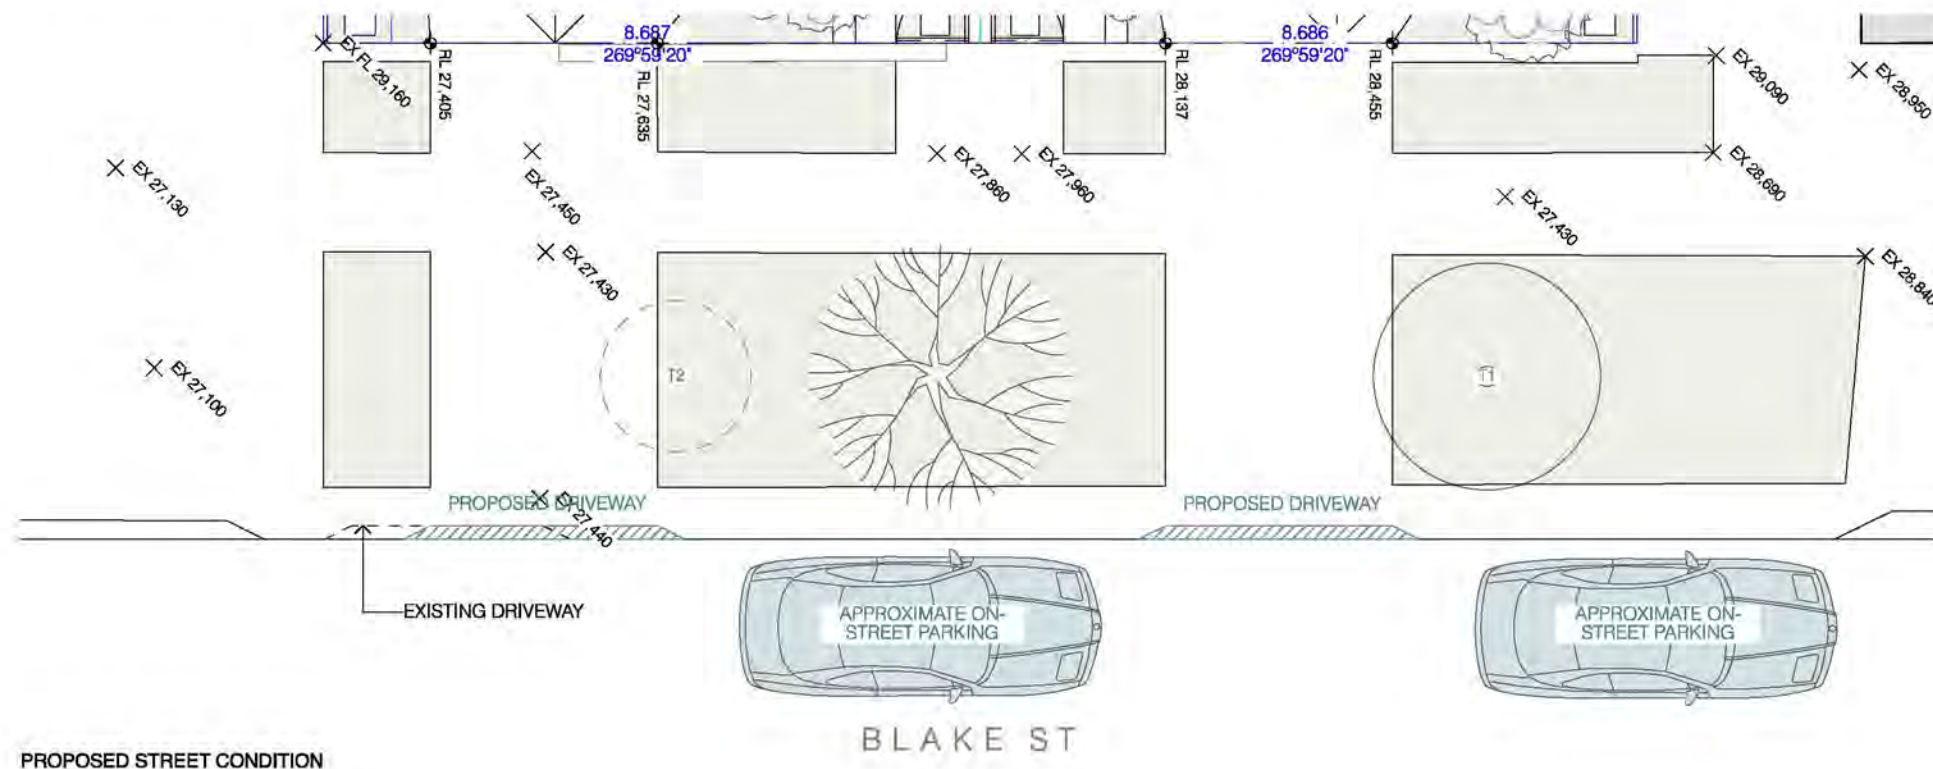 8.687
269°59'20"
8.686
269°59'20"
EX FL 29,160
RL 27,405
RL 27,635
RL 28,137
RL 28,455
EX 29,090
EX 28,950
EX 27,130
EX 27,450
EX 27,860
EX 27,960
EX 28,690
EX 27,430
EX 27,430
EX 28,840
EX 27,100
T2
T1
PROPOSED DRIVEWAY
EX 27,440
PROPOSED DRIVEWAY
EXISTING DRIVEWAY
APPROXIMATE ON-
STREET PARKING
APPROXIMATE ON-
STREET PARKING
BLAKE ST
PROPOSED STREET CONDITION